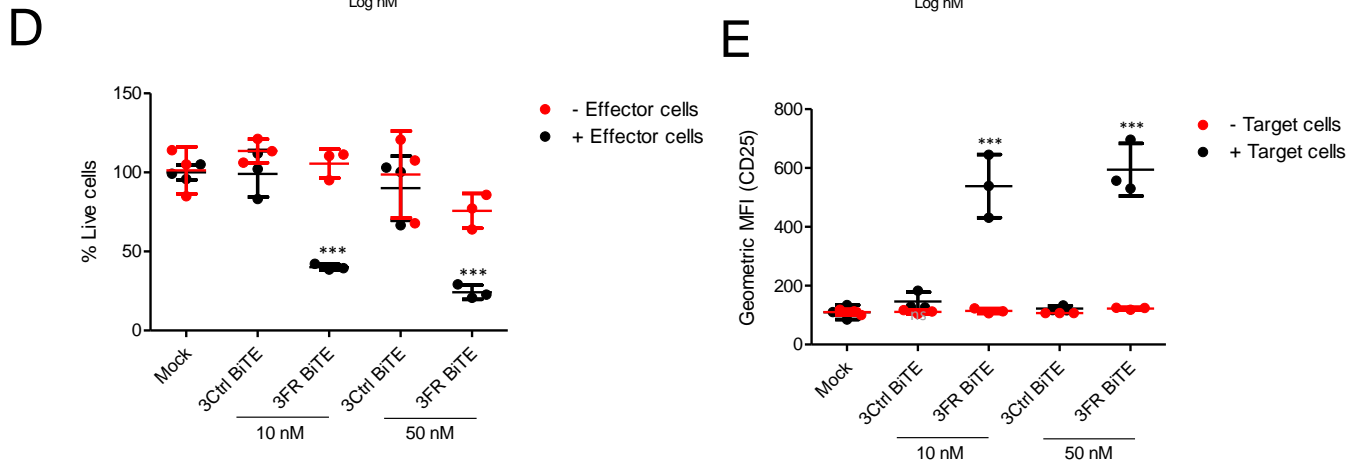 Log nM
Log nM
D
E
150
100
50
0
% Live cells
- Effector cells
+ Effector cells
***
***
Mock
3Ctrl BiTE
3FR BiTE
3Ctrl BiTE
3FR BiTE
10 nM
50 nM
800
600
400
200
0
Geometric MFI (CD25)
- Target cells
+ Target cells
***
***
ns
Mock
3Ctrl BiTE
3FR BiTE
3Ctrl BiTE
3FR BiTE
10 nM
50 nM